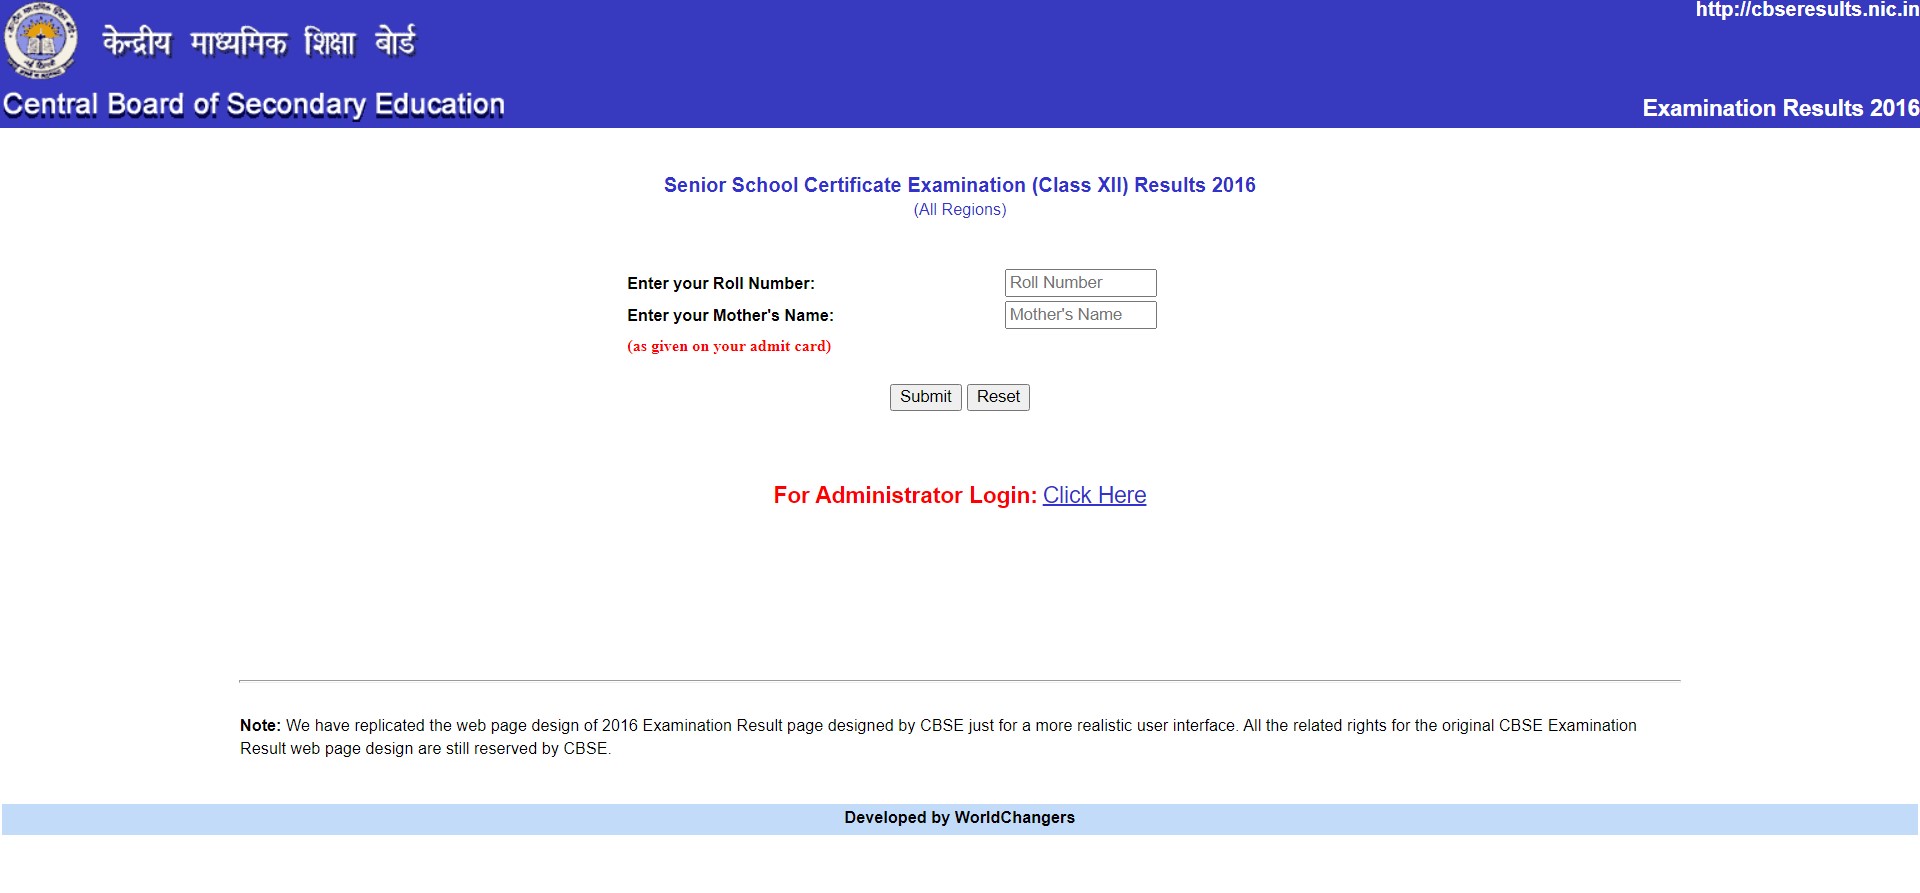 http://cbseresults.nic.in
केन्द्रीय माध्यमिक शिक्षा बोर्ड
Central Board of Secondary Education
Examination Results 2016
Senior School Certificate Examination (Class XII) Results 2016
(All Regions)
Enter your Roll Number: Roll Number
Enter your Mother's Name: Mother's Name
(as given on your admit card)
Submit Reset
For Administrator Login: Click Here
Note: We have replicated the web page design of 2016 Examination Result page designed by CBSE just for a more realistic user interface. All the related rights for the original CBSE Examination
Result web page design are still reserved by CBSE.
Developed by WorldChangers